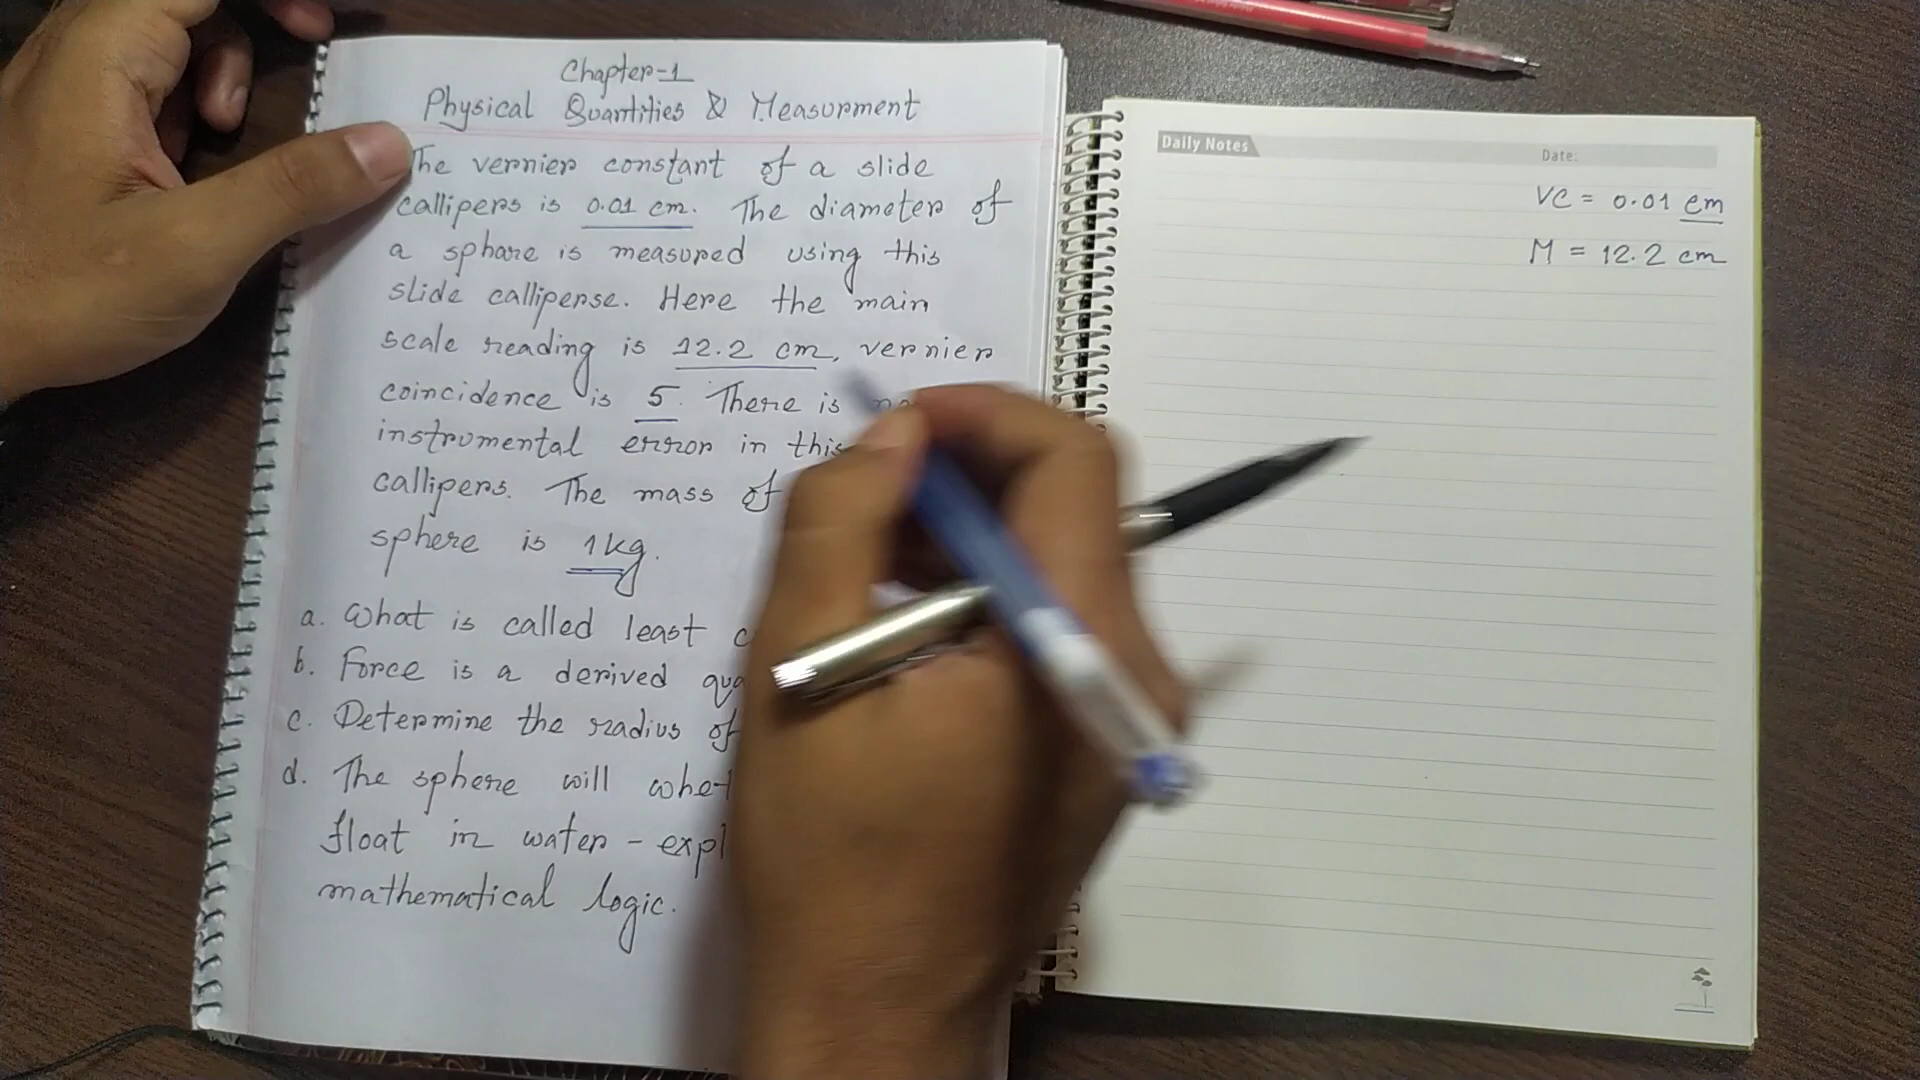 Chapter-1
Physical Quantities & Measurment
The vernier constant of a slide
callipers is 0.01 cm. The diameter of
a sphare is measured using this
slide calliperse. Here the main
scale reading is 12.2 cm, vernier
coincidence is 5. There is
instrumental error in this
callipers. The mass of
sphere is 1kg.
a. What is called least
b. Force is a derived
c. Determine the radius of
d. The sphere will
float in water -
mathematical logic.
Daily Notes
Date:
VC = 0.01 cm
M = 12.2 cm